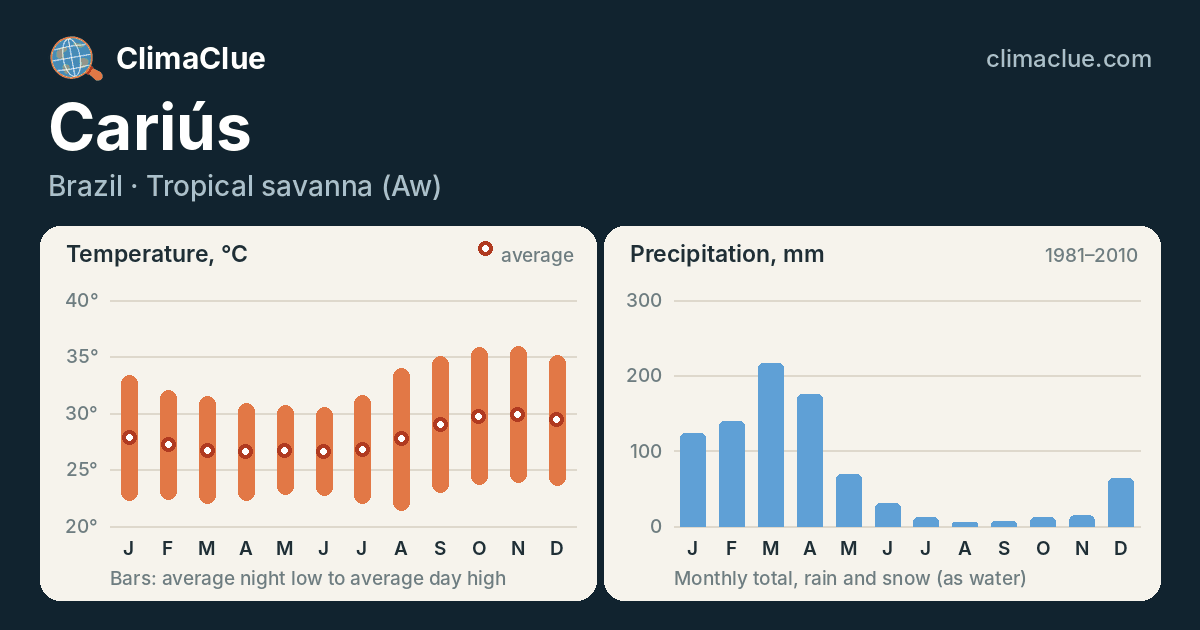 ClimaClue
climaclue.com
Cariús
Brazil · Tropical savanna (Aw)
Temperature, °C
average
40°
35°
30°
25°
20°
J F M A M J J A S O N D
Bars: average night low to average day high
Precipitation, mm
1981–2010
300
200
100
0
J F M A M J J A S O N D
Monthly total, rain and snow (as water)